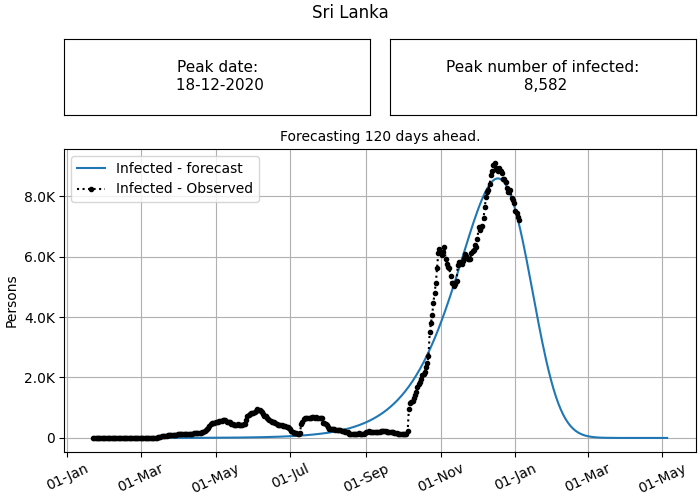 Sri Lanka
Peak date:
18-12-2020
Peak number of infected:
8,582
Forecasting 120 days ahead.
Infected - forecast
Infected - Observed
Persons
8.0K
6.0K
4.0K
2.0K
0
01-Jan
01-Mar
01-May
01-Jul
01-Sep
01-Nov
01-Jan
01-Mar
01-May